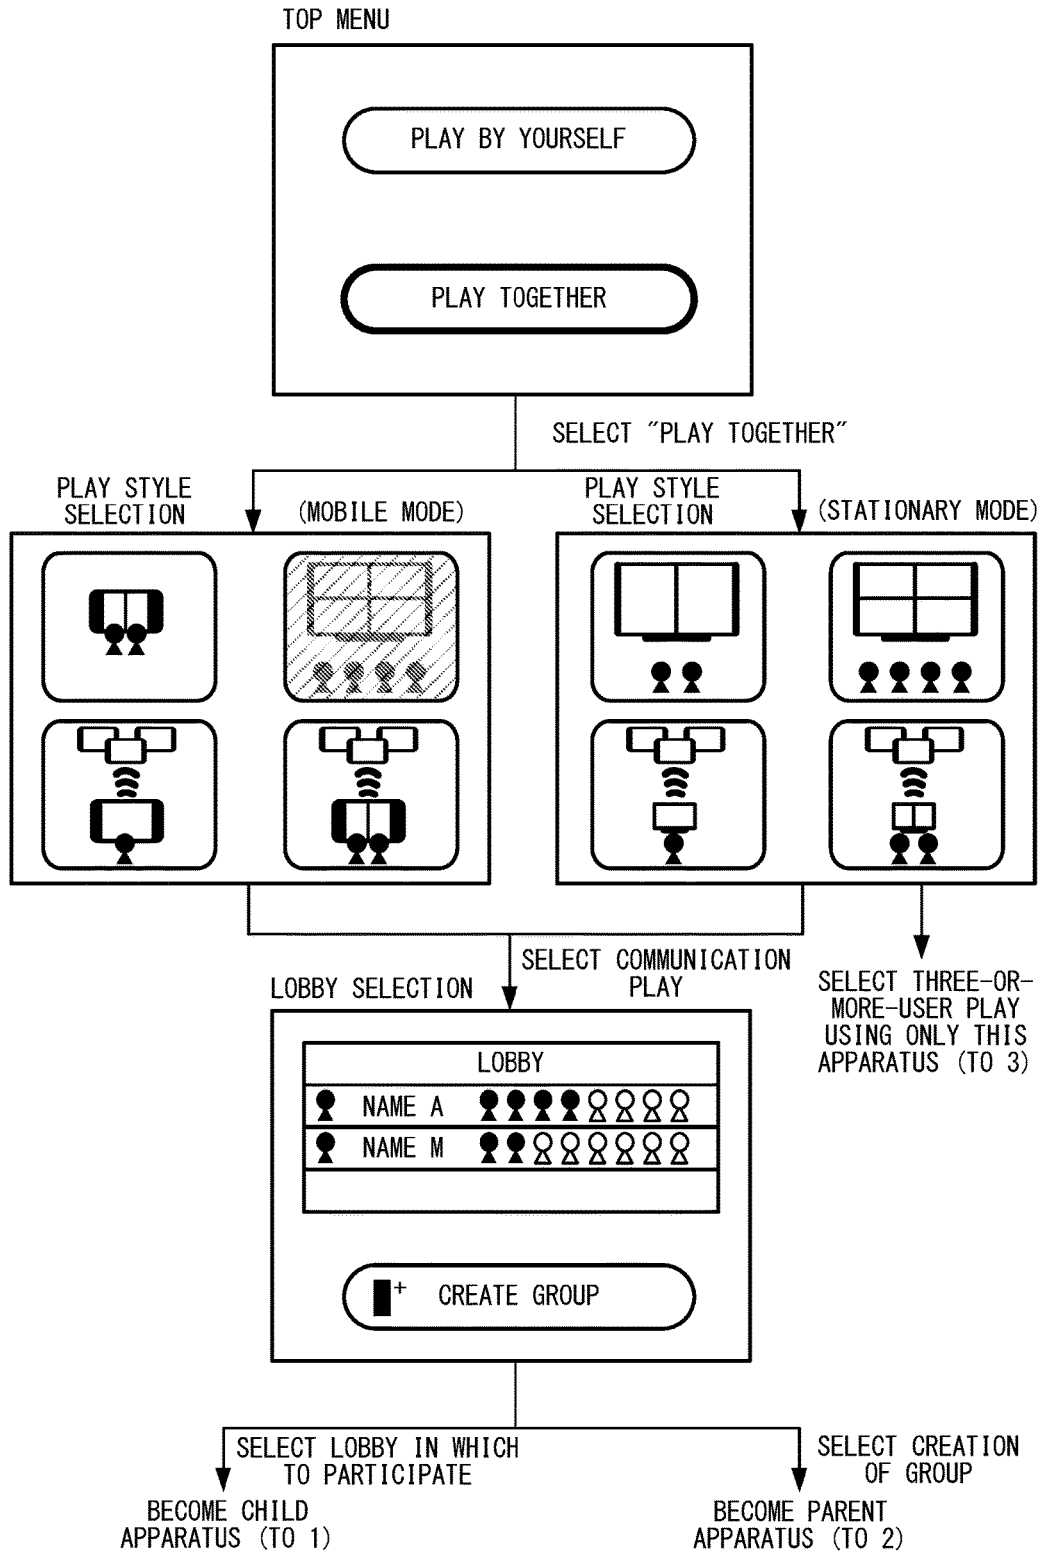 TOP MENU
PLAY BY YOURSELF
PLAY TOGETHER
SELECT "PLAY TOGETHER"
PLAY STYLE
SELECTION
(MOBILE MODE)
PLAY STYLE
SELECTION
(STATIONARY MODE)
SELECT COMMUNICATION
PLAY
SELECT THREE-OR-
MORE-USER PLAY
USING ONLY THIS
APPARATUS (TO 3)
LOBBY SELECTION
LOBBY
NAME A
NAME M
+ CREATE GROUP
SELECT LOBBY IN WHICH
TO PARTICIPATE
BECOME CHILD
APPARATUS (TO 1)
SELECT CREATION
OF GROUP
BECOME PARENT
APPARATUS (TO 2)